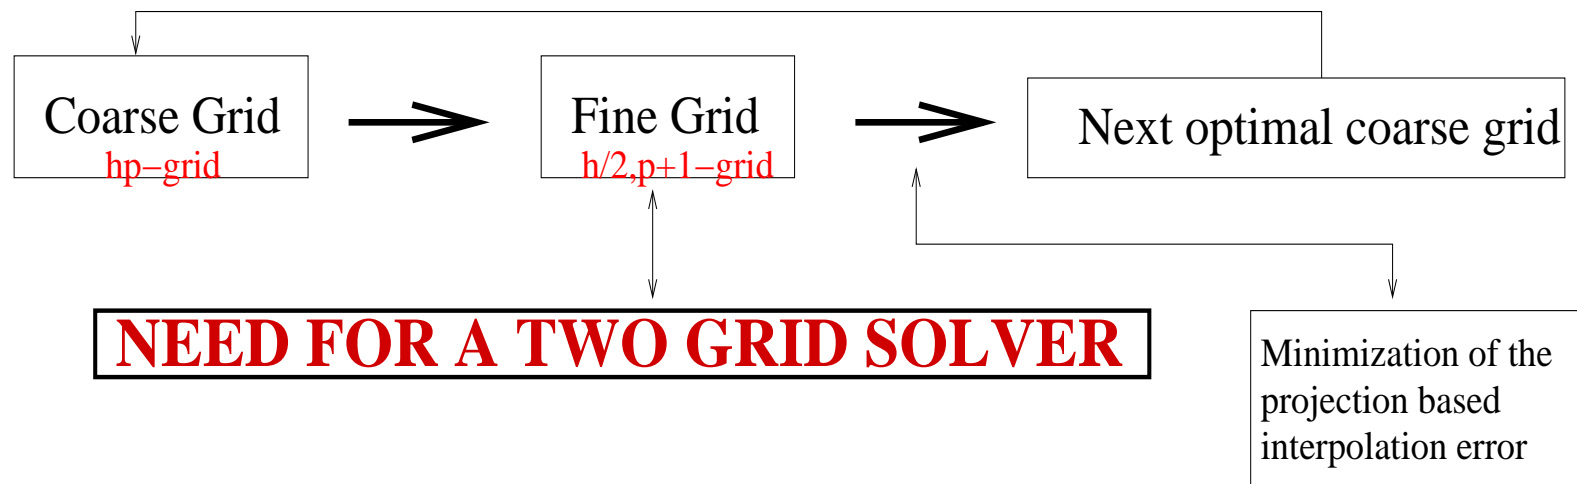 Coarse Grid
hp−grid
Fine Grid
h/2,p+1−grid
Next optimal coarse grid
NEED FOR A TWO GRID SOLVER
Minimization of the
projection based
interpolation error